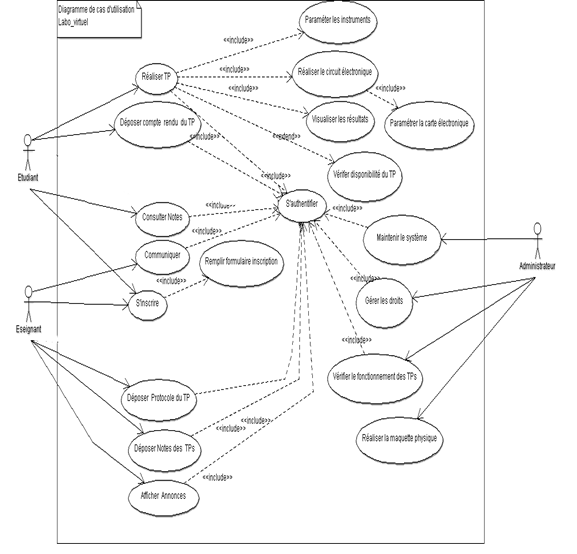 Diagramme de cas d'utilisation
Labo_virtuel
Paraméter les instruments
<<include>>
Réaliser TP
<<include>>
Réaliser le circuit électronique
<<include>>
<<include>>
Visualiser les résultats
Paramétrer la carte électronique
Déposer compte rendu du TP
<<include>>
<<extend>>
Etudiant
<<include>>
Vérifer disponibilité du TP
S'authentifier
<<include>>
<<include>>
Consulter Notes
<<include>>
Maintenir le système
Communiquer
Remplir formulaire inscription
Administrateur
<<include>>
<<include>>
S'inscrire
Gérer les droits
Eseignant
<<include>>
Vérifier le fonctionnement des TPs
Déposer Protocole du TP
<<include>>
<<include>>
Réaliser la maquette physique
Déposer Notes des TPs
<<include>>
Afficher Annonces